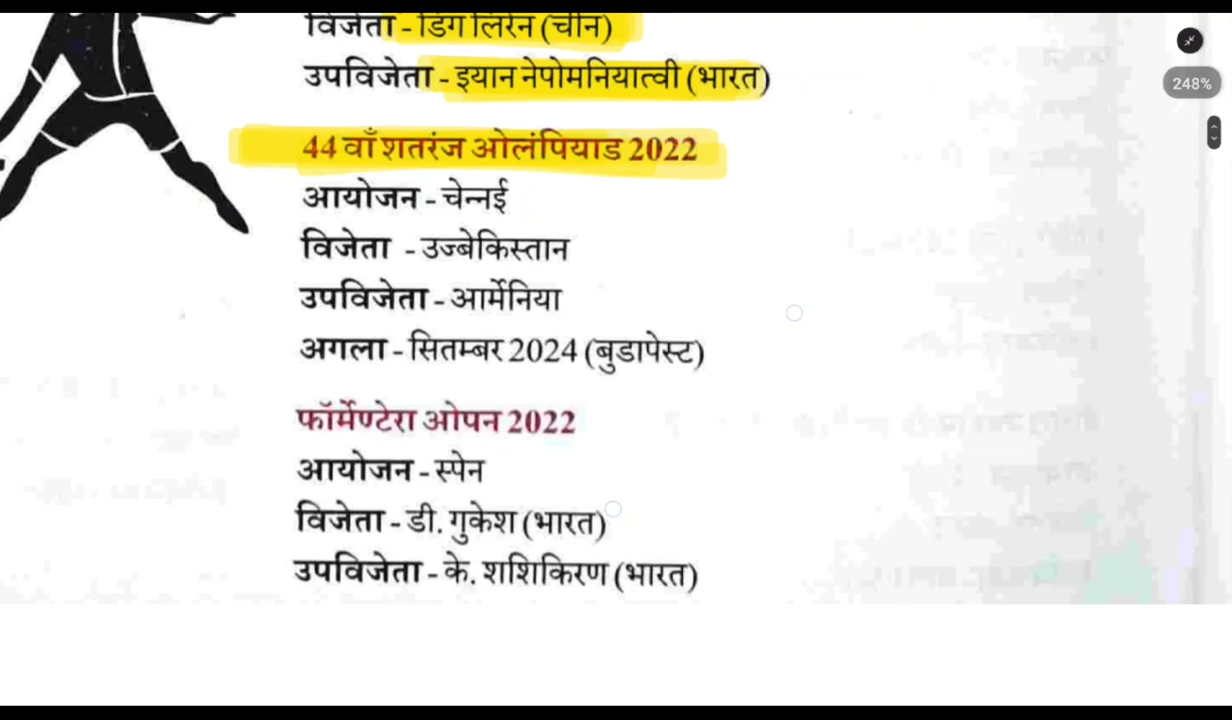 विजेता - डिंग लिरेन (चीन)
उपविजेता - इयान नेपोमनियात्वी (भारत)
248%
44 वाँ शतरंज ओलंपियाड 2022
आयोजन - चेन्नई
विजेता - उज्बेकिस्तान
उपविजेता - आर्मेनिया
अगला - सितम्बर 2024 (बुडापेस्ट)
फॉर्मेण्टेरा ओपन 2022
आयोजन - स्पेन
विजेता - डी. गुकेश (भारत)
उपविजेता - के. शशिकिरण (भारत)